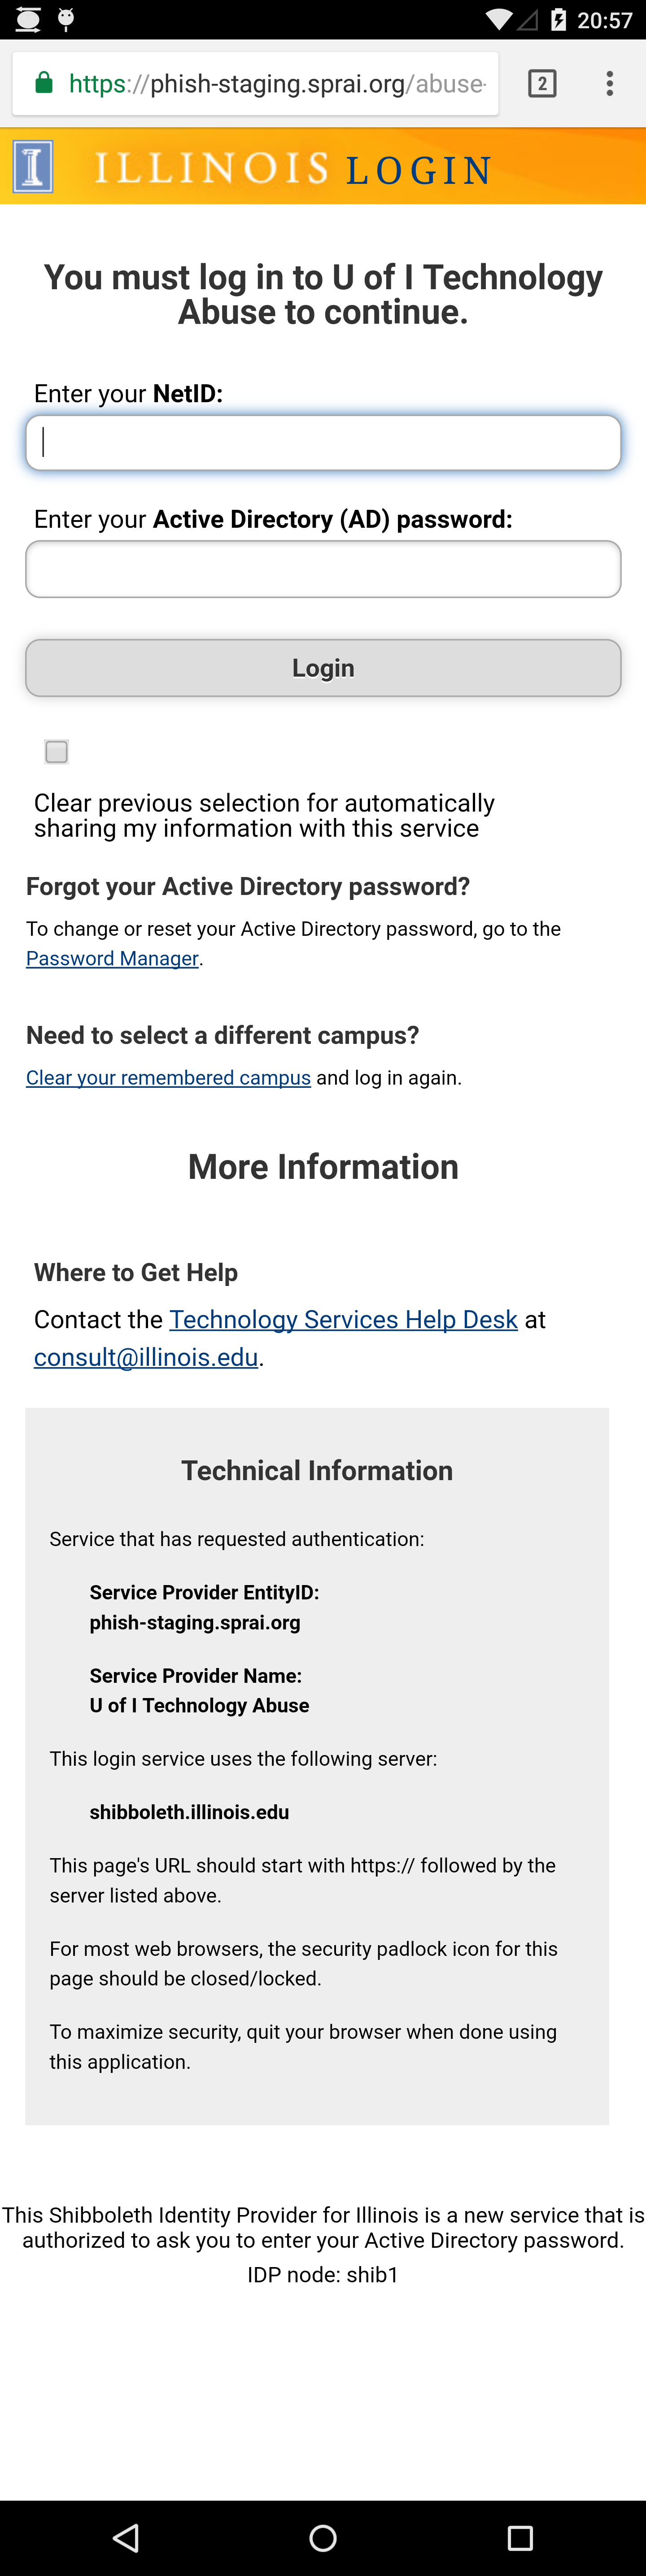 20:57
https://phish-staging.sprai.org/abuse-
2
I ILLINOIS LOGIN
You must log in to U of I Technology
Abuse to continue.
Enter your NetID:
Enter your Active Directory (AD) password:
Login
Clear previous selection for automatically
sharing my information with this service
Forgot your Active Directory password?
To change or reset your Active Directory password, go to the
Password Manager.
Need to select a different campus?
Clear your remembered campus and log in again.
More Information
Where to Get Help
Contact the Technology Services Help Desk at
consult@illinois.edu.
Technical Information
Service that has requested authentication:
Service Provider EntityID:
phish-staging.sprai.org
Service Provider Name:
U of I Technology Abuse
This login service uses the following server:
shibboleth.illinois.edu
This page's URL should start with https:// followed by the
server listed above.
For most web browsers, the security padlock icon for this
page should be closed/locked.
To maximize security, quit your browser when done using
this application.
This Shibboleth Identity Provider for Illinois is a new service that is
authorized to ask you to enter your Active Directory password.
IDP node: shib1